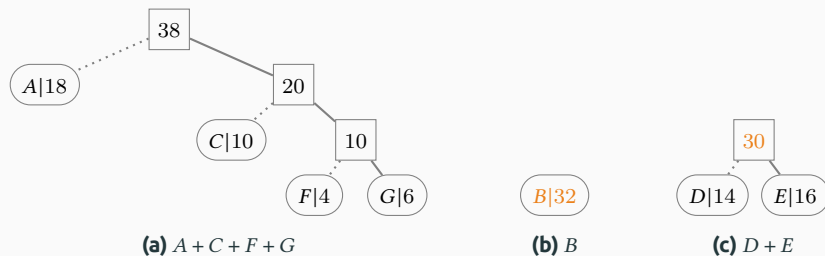 38
A|18
20
C|10
10
30
F|4
G|6
B|32
D|14
E|16
(a) A + C + F + G
(b) B
(c) D + E